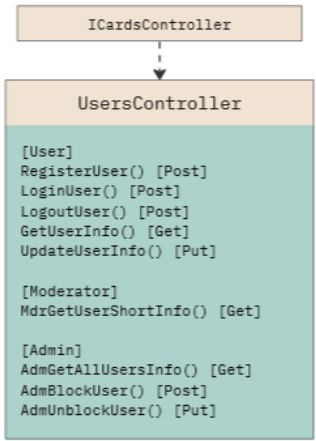 ICardsController
UsersController
[User]
RegisterUser() [Post]
LoginUser() [Post]
LogoutUser() [Post]
GetUserInfo() [Get]
UpdateUserInfo() [Put]
[Moderator]
MdrGetUserShortInfo() [Get]
[Admin]
AdmGetAllUsersInfo() [Get]
AdmBlockUser() [Post]
AdmUnblockUser() [Put]